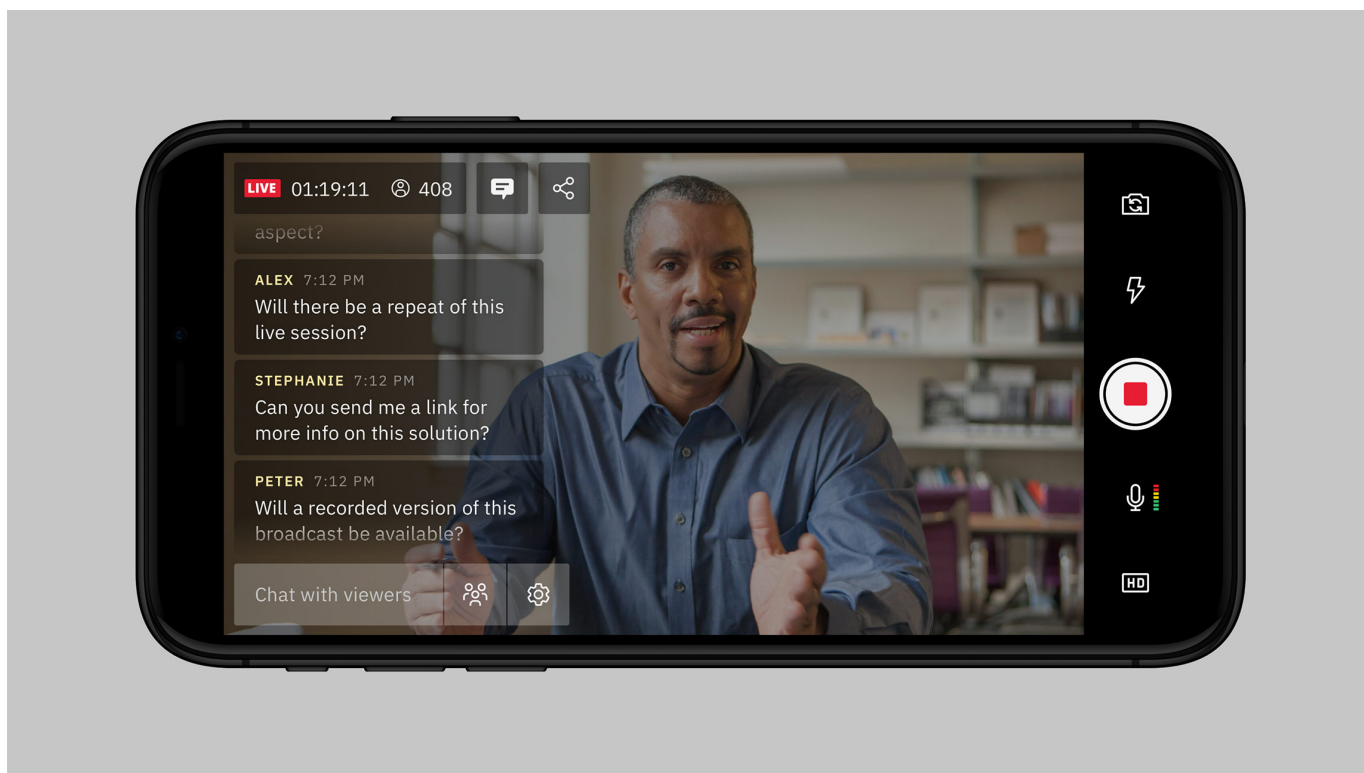 LIVE 01:19:11 408
aspect?
ALEX 7:12 PM
Will there be a repeat of this
live session?
STEPHANIE 7:12 PM
Can you send me a link for
more info on this solution?
PETER 7:12 PM
Will a recorded version of this
broadcast be available?
Chat with viewers
HD